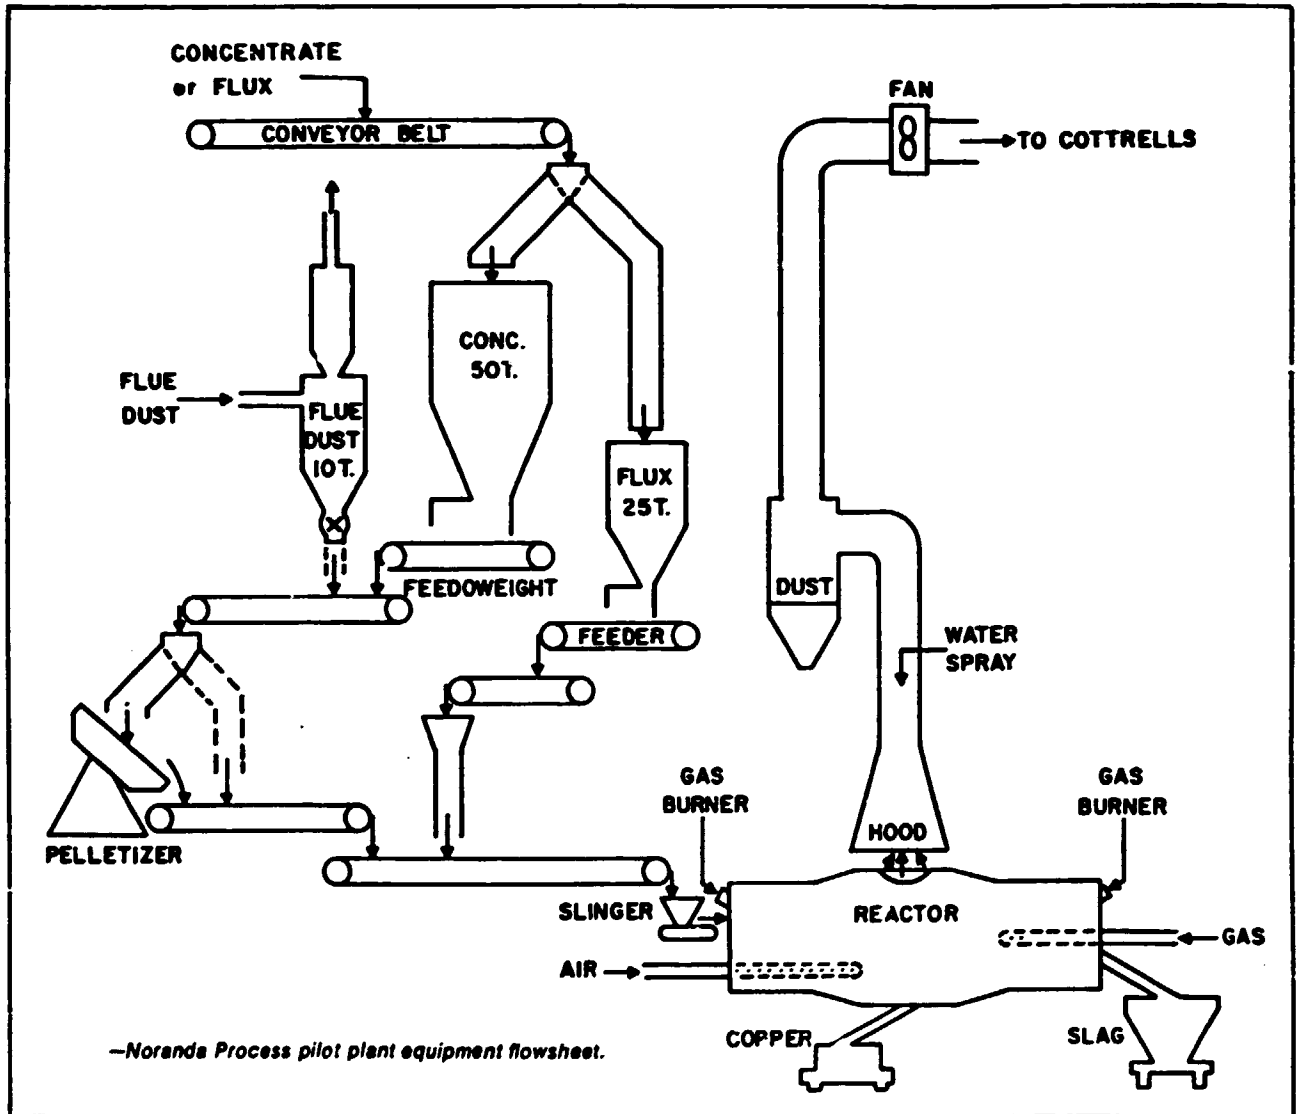 CONCENTRATE
or FLUX
CONVEYOR BELT
FAN
TO COTTRELLS
CONC.
50T.
FLUE
DUST
FLUE
DUST
10T.
FLUX
25T.
FEEDOWEIGHT
DUST
FEEDER
WATER
SPRAY
GAS
BURNER
GAS
BURNER
HOOD
PELLETIZER
SLINGER
REACTOR
GAS
AIR
COPPER
SLAG
—Noranda Process pilot plant equipment flowsheet.